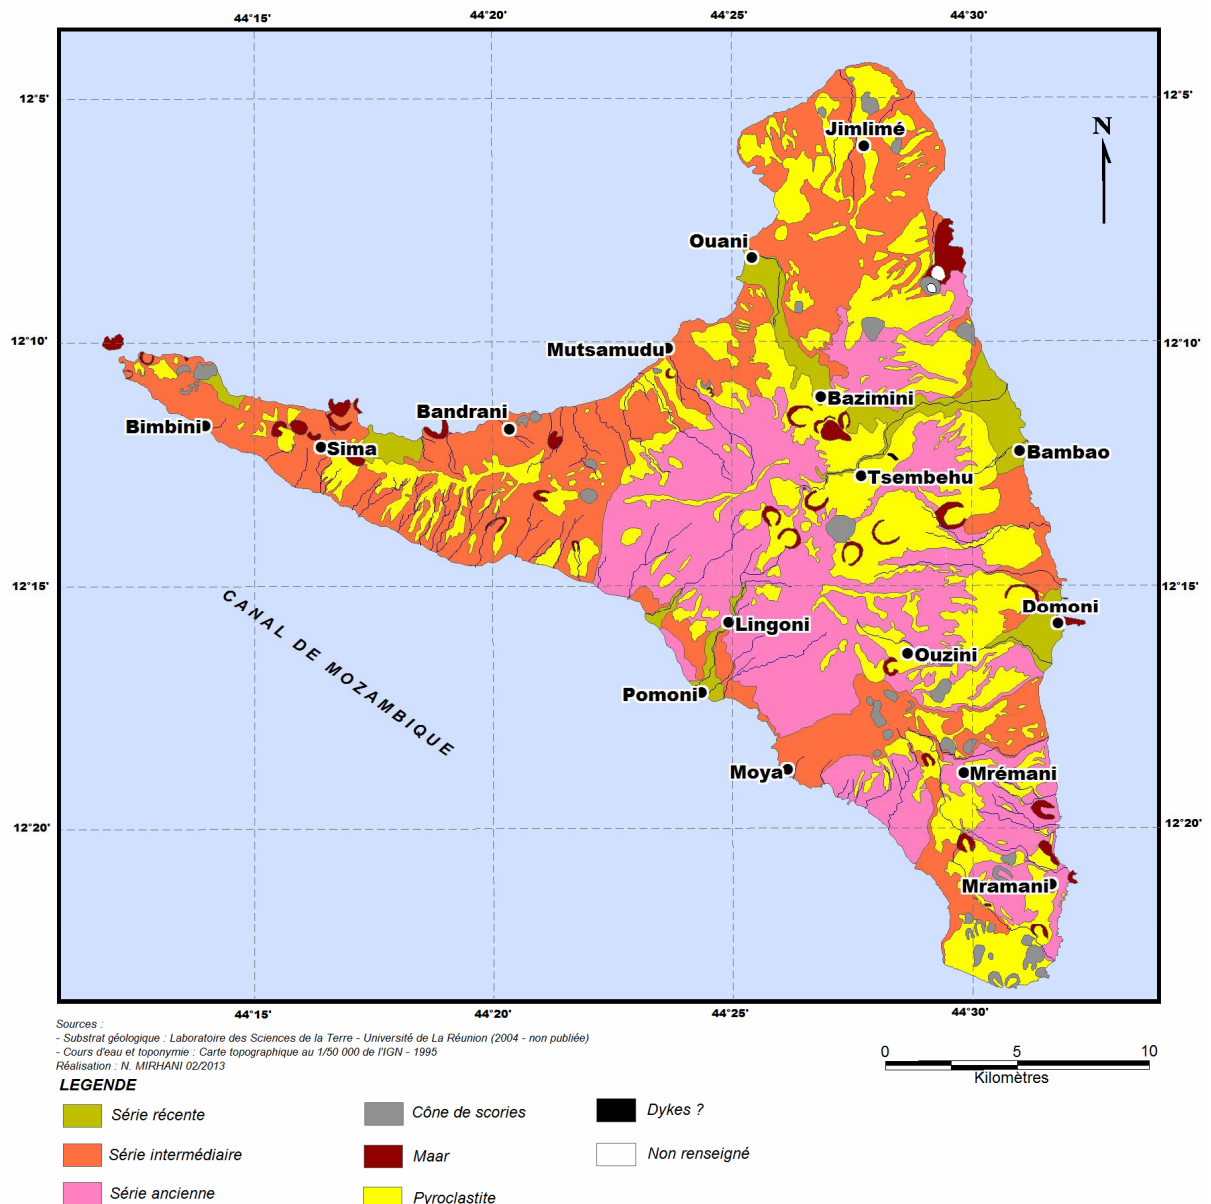 44°15' 44°20' 44°25' 44°30'
12°5' 12°5'
N
Jimlimé
Ouani
12°10' 12°10'
Mutsamudu
Bazimini
Bandrani
Bimbini
Sima
Bambao
Tsembehu
12°15' 12°15'
CANAL DE MOZAMBIQUE
Domoni
Lingoni
Ouzini
Pomoni
Moya
Mrémani
12°20' 12°20'
Mramani
44°15' 44°20' 44°25' 44°30'
Sources :
- Substrat géologique : Laboratoire des Sciences de la Terre - Université de La Réunion (2004 - non publiée)
- Cours d'eau et toponymie : Carte topographique au 1/50 000 de l'IGN - 1995
Réalisation : N. MIRHANI 02/2013
0 5 10
Kilomètres
LEGENDE
Série récente
Série intermédiaire
Série ancienne
Cône de scories
Maar
Pyroclastite
Dykes ?
Non renseigné